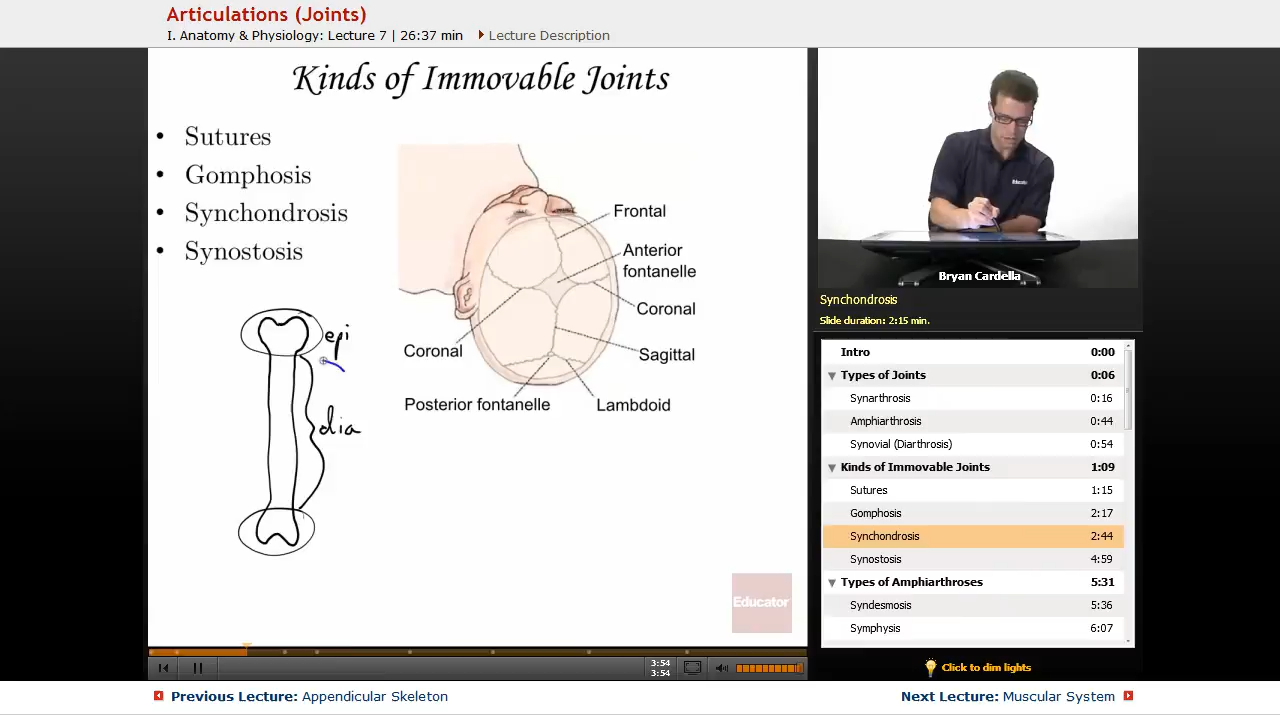 Articulations (Joints)
I. Anatomy & Physiology: Lecture 7 | 26:37 min
Lecture Description
Kinds of Immovable Joints
• Sutures
• Gomphosis
• Synchondrosis
• Synostosis
Frontal
Anterior
fontanelle
Coronal
Sagittal
Coronal
Posterior fontanelle
Lambdoid
epi
dia
Educator
3:54
3:54
Educator
Bryan Cardella
Synchondrosis
Slide duration: 2:15 min.
Intro 0:00
Types of Joints 0:06
Synarthrosis 0:16
Amphiarthrosis 0:44
Synovial (Diarthrosis) 0:54
Kinds of Immovable Joints 1:09
Sutures 1:15
Gomphosis 2:17
Synchondrosis 2:44
Synostosis 4:59
Types of Amphiarthroses 5:31
Syndesmosis 5:36
Symphysis 6:07
Click to dim lights
Previous Lecture: Appendicular Skeleton
Next Lecture: Muscular System